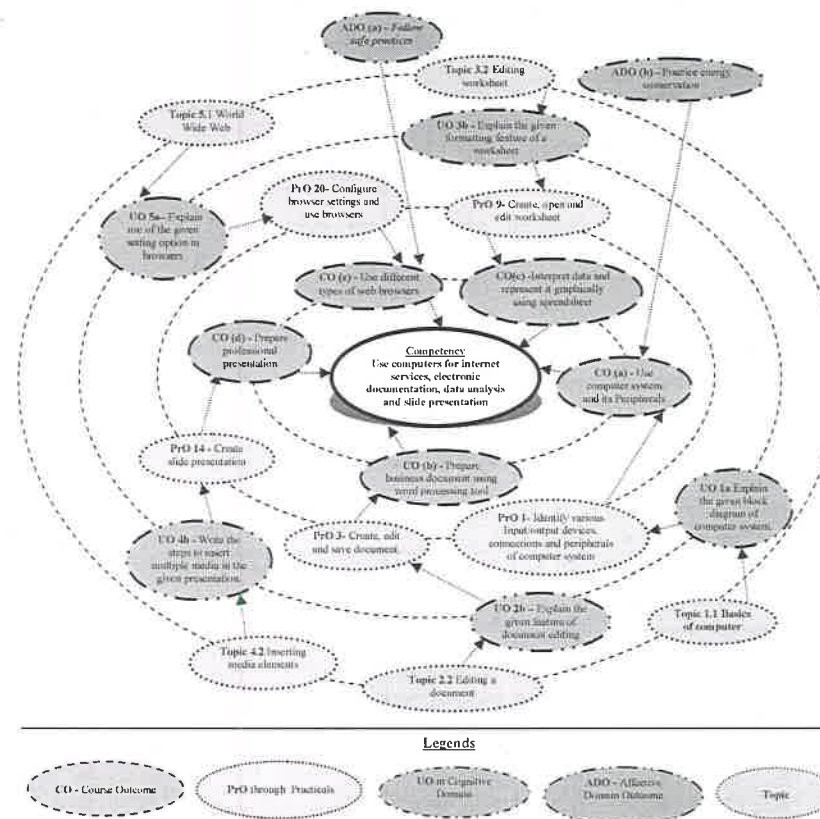 ADO (a) - Follow
safe practices
Topic 3.2 Editing
worksheet
ADO (b) - Practice energy
conservation
Topic 5.1 World
Wide Web
UO 3b - Explain the given
formatting feature of a
worksheet
PrO 20- Configure
browser settings and
use browsers
PrO 9- Create, open
and edit worksheet
UO 5a- Explain
use of the given
setting option in
browsers
CO (e) - Use different
types of web browsers
CO(c) -Interpret data and
represent it graphically
using spredsheet
CO (d) - Prepare
professional
presentation
Competency
Use computers for internet
services, electronic
documentation, data analysis
and slide presentation
CO (a) - Use
computer system
and its Peripherals
PrO 14 - Create
slide presentation
CO (b) - Prepare
business document using
word processing tool
UO 1a Explain
the given block
diagram of
computer system.
PrO 1- Identify various
Input/output devices,
connections and peripherals
of computer system
PrO 3- Create, edit
and save document.
UO 4b - Write the
steps to insert
multiple media in the
given presentation.
UO 2b - Explain the
given feature of
document editing
Topic 1.1 Basics
of computer
Topic 4.2 Inserting
media elements
Topic 2.2 Editing a
document
Legends
CO - Course Outcome
PrO through Practicals
UO in Cognitive
Domain
ADO - Affective
Domain Outcome
Topic